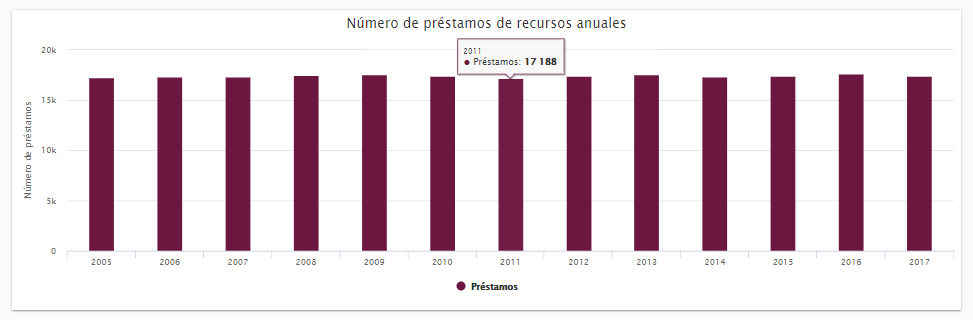 Número de préstamos de recursos anuales
20k
2011
● Préstamos: 17 188
15k
10k
5k
0
Número de préstamos
2005 2006 2007 2008 2009 2010 2011 2012 2013 2014 2015 2016 2017
Préstamos